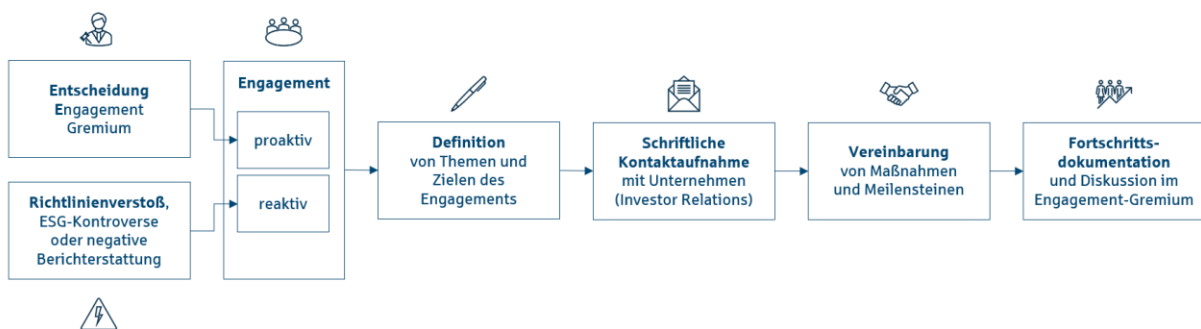 Entscheidung
Engagement
Gremium
Richtlinienverstoß,
ESG-Kontroverse
oder negative
Berichterstattung
Engagement
proaktiv
reaktiv
Definition
von Themen und
Zielen des
Engagements
Schriftliche
Kontaktaufnahme
mit Unternehmen
(Investor Relations)
Vereinbarung
von Maßnahmen
und Meilensteinen
Fortschritts-
dokumentation
und Diskussion im
Engagement-Gremium